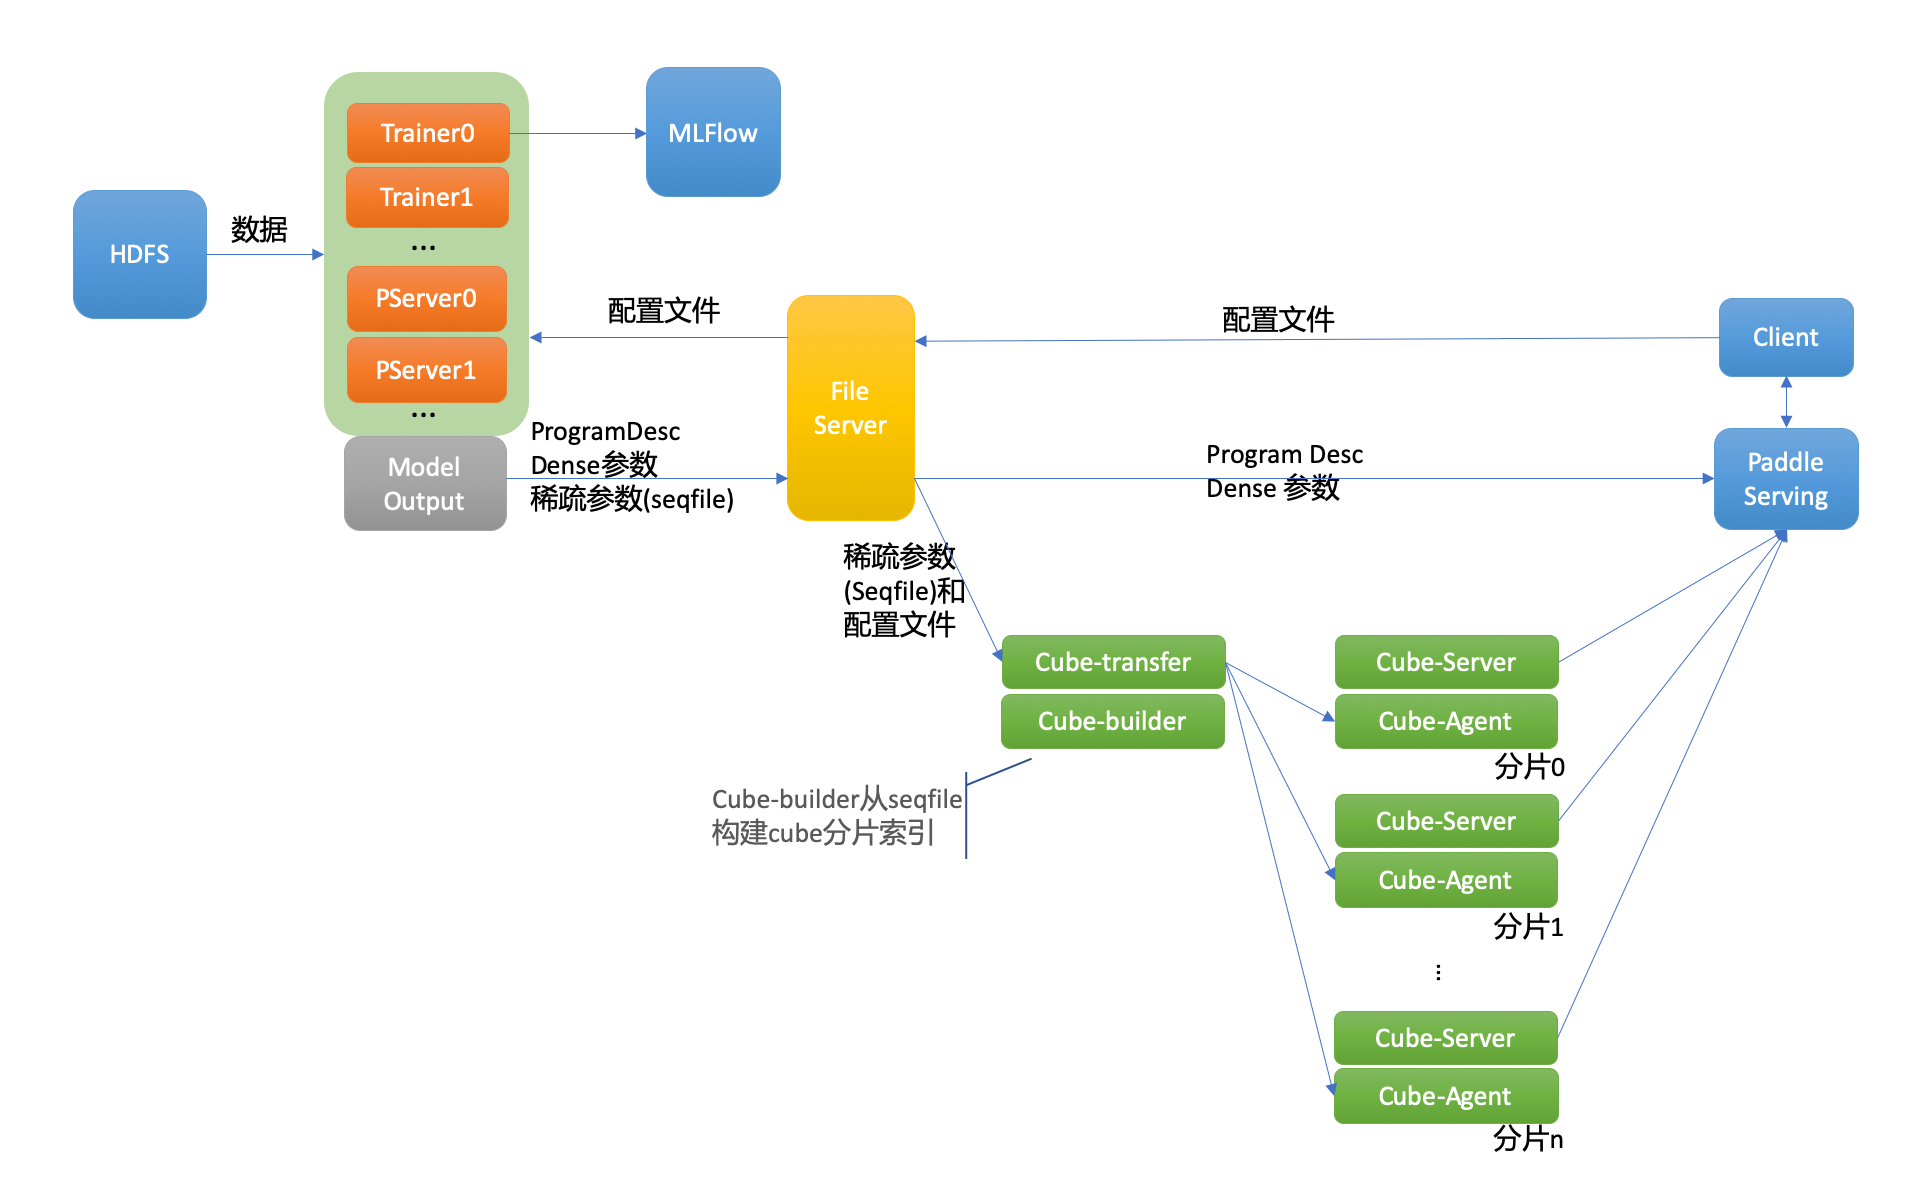 Trainer0
MLFlow
Trainer1
...
HDFS
数据
PServer0
PServer1
...
配置文件
File
Server
配置文件
Client
Model
Output
ProgramDesc
Dense参数
稀疏参数(seqfile)
Program Desc
Dense 参数
Paddle
Serving
稀疏参数
(Seqfile)和
配置文件
Cube-transfer
Cube-builder
Cube-builder从seqfile
构建cube分片索引
Cube-Server
Cube-Agent
分片0
Cube-Server
Cube-Agent
分片1
...
Cube-Server
Cube-Agent
分片n